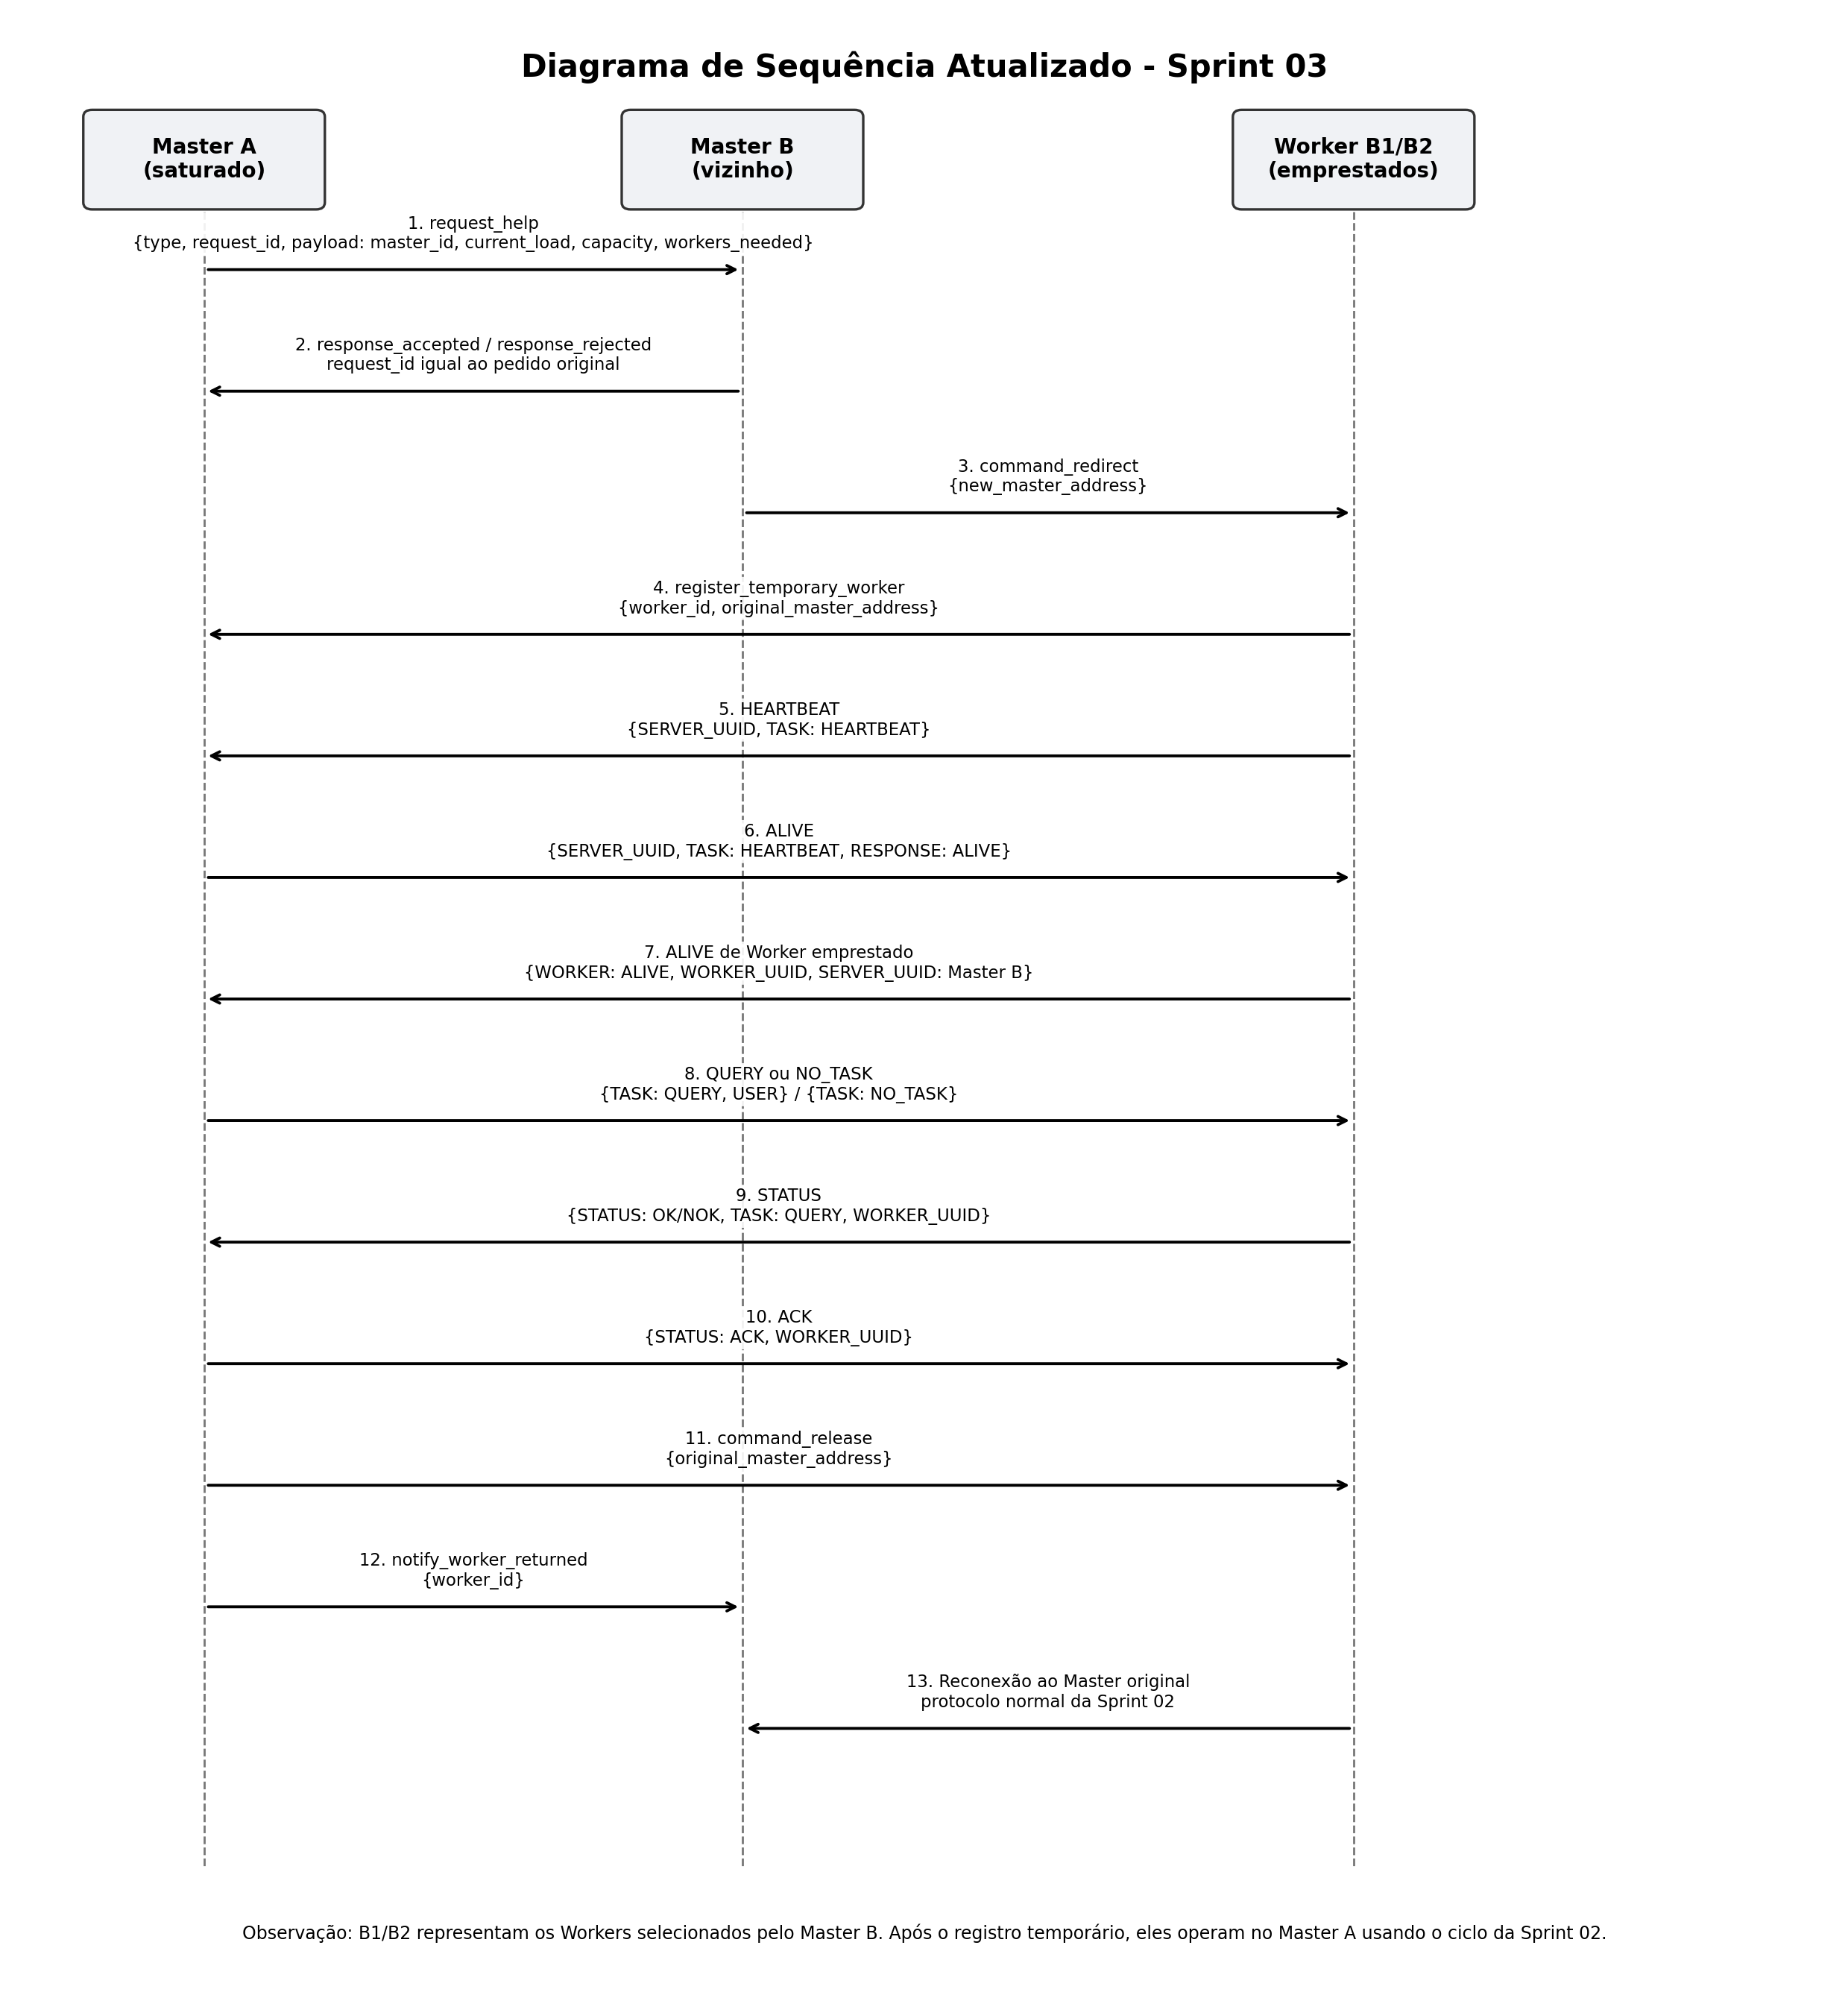 Diagrama de Sequência Atualizado - Sprint 03
Master A
(saturado)
Master B
(vizinho)
Worker B1/B2
(emprestados)
1. request_help
{type, request_id, payload: master_id, current_load, capacity, workers_needed}
2. response_accepted / response_rejected
request_id igual ao pedido original
3. command_redirect
{new_master_address}
4. register_temporary_worker
{worker_id, original_master_address}
5. HEARTBEAT
{SERVER_UUID, TASK: HEARTBEAT}
6. ALIVE
{SERVER_UUID, TASK: HEARTBEAT, RESPONSE: ALIVE}
7. ALIVE de Worker emprestado
{WORKER: ALIVE, WORKER_UUID, SERVER_UUID: Master B}
8. QUERY ou NO_TASK
{TASK: QUERY, USER} / {TASK: NO_TASK}
9. STATUS
{STATUS: OK/NOK, TASK: QUERY, WORKER_UUID}
10. ACK
{STATUS: ACK, WORKER_UUID}
11. command_release
{original_master_address}
12. notify_worker_returned
{worker_id}
13. Reconexão ao Master original
protocolo normal da Sprint 02
Observação: B1/B2 representam os Workers selecionados pelo Master B. Após o registro temporário, eles operam no Master A usando o ciclo da Sprint 02.